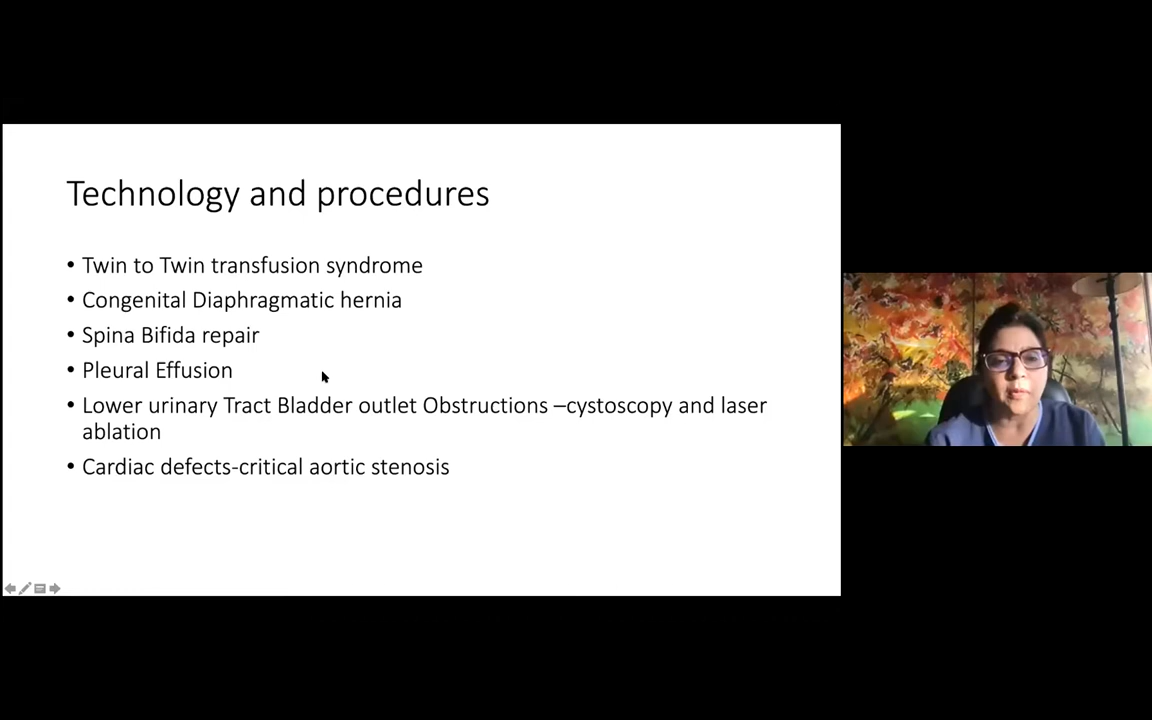 Technology and procedures
• Twin to Twin transfusion syndrome
• Congenital Diaphragmatic hernia
• Spina Bifida repair
• Pleural Effusion
• Lower urinary Tract Bladder outlet Obstructions –cystoscopy and laser
ablation
• Cardiac defects-critical aortic stenosis